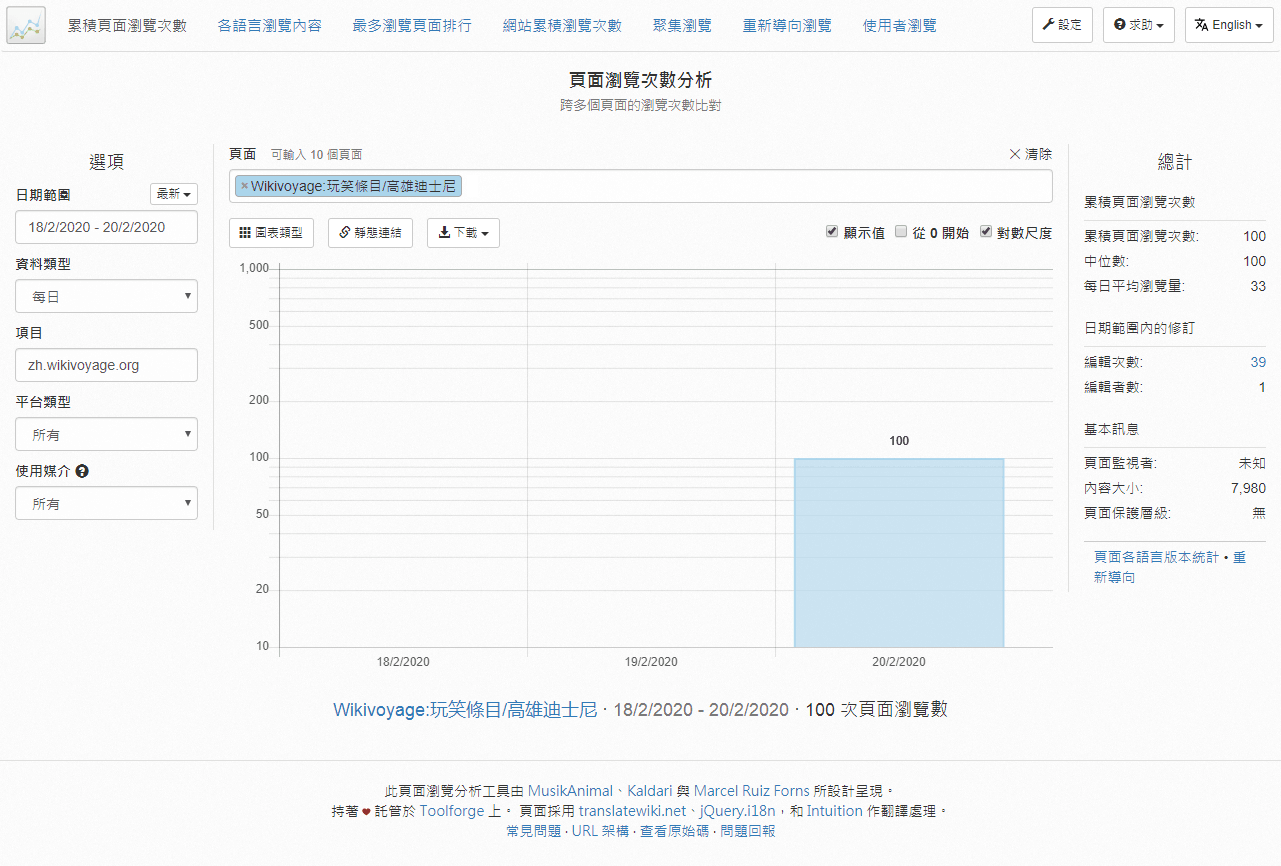 累積頁面瀏覽次數 各語言瀏覽內容 最多瀏覽頁面排行 網站累積瀏覽次數 聚集瀏覽 重新導向瀏覽 使用者瀏覽 設定 求助 English
頁面瀏覽次數分析
跨多個頁面的瀏覽次數比對
選項
日期範圍 最新
18/2/2020 - 20/2/2020
資料類型
每日
項目
zh.wikivoyage.org
平台類型
所有
使用媒介
所有
頁面 可輸入 10 個頁面 清除
× Wikivoyage:玩笑條目/高雄迪士尼
圖表類型 靜態連結 下載 顯示值 從 0 開始 對數尺度
1,000
500
200
100
50
20
10
100
18/2/2020 19/2/2020 20/2/2020
Wikivoyage:玩笑條目/高雄迪士尼 · 18/2/2020 - 20/2/2020 · 100 次頁面瀏覽數
總計
累積頁面瀏覽次數
累積頁面瀏覽次數: 100
中位數: 100
每日平均瀏覽量: 33
日期範圍內的修訂
編輯次數: 39
編輯者數: 1
基本訊息
頁面監視者: 未知
內容大小: 7,980
頁面保護層級: 無
頁面各語言版本統計 • 重
新導向
此頁面瀏覽分析工具由 MusikAnimal、Kaldari 與 Marcel Ruiz Forns 所設計呈現。
持著 ♥ 託管於 Toolforge 上。 頁面採用 translatewiki.net、jQuery.i18n，和 Intuition 作翻譯處理。
常見問題 · URL 架構 · 查看原始碼 · 問題回報